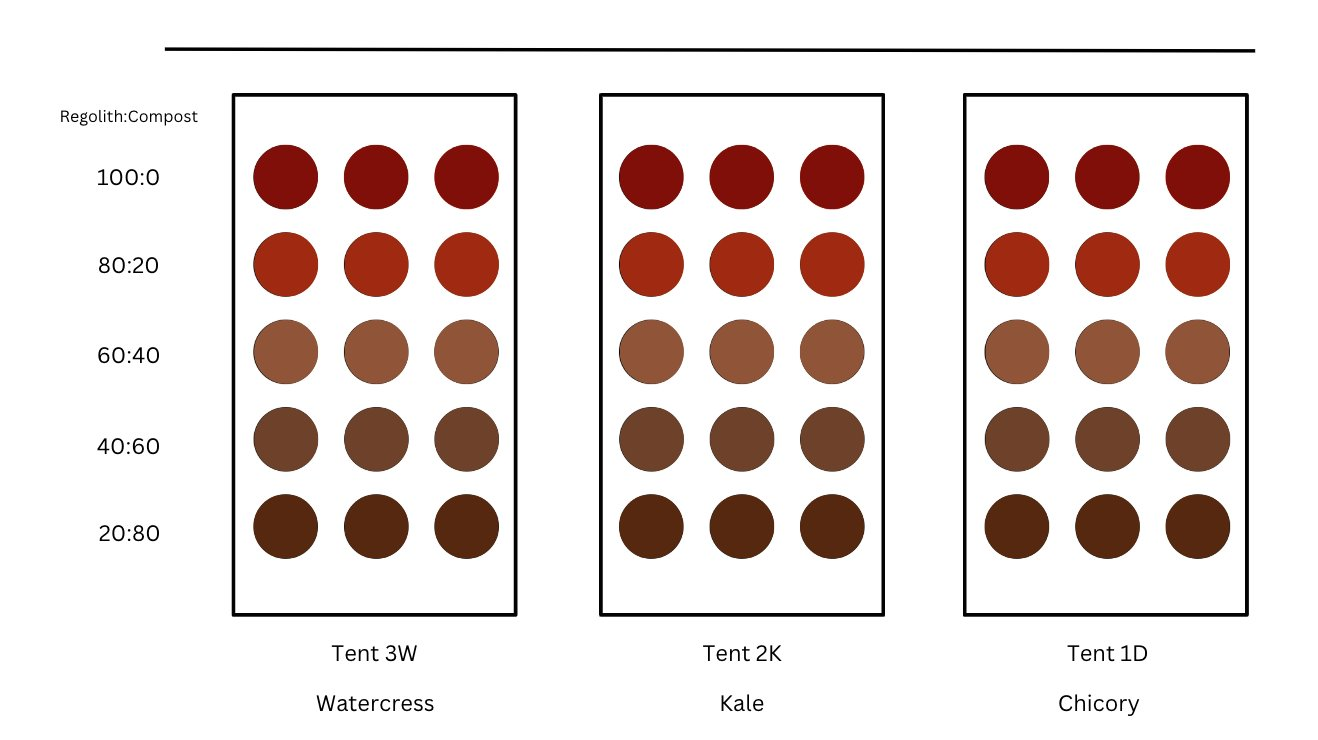 Regolith:Compost
100:0
80:20
60:40
40:60
20:80
Tent 3W
Tent 2K
Tent 1D
Watercress
Kale
Chicory